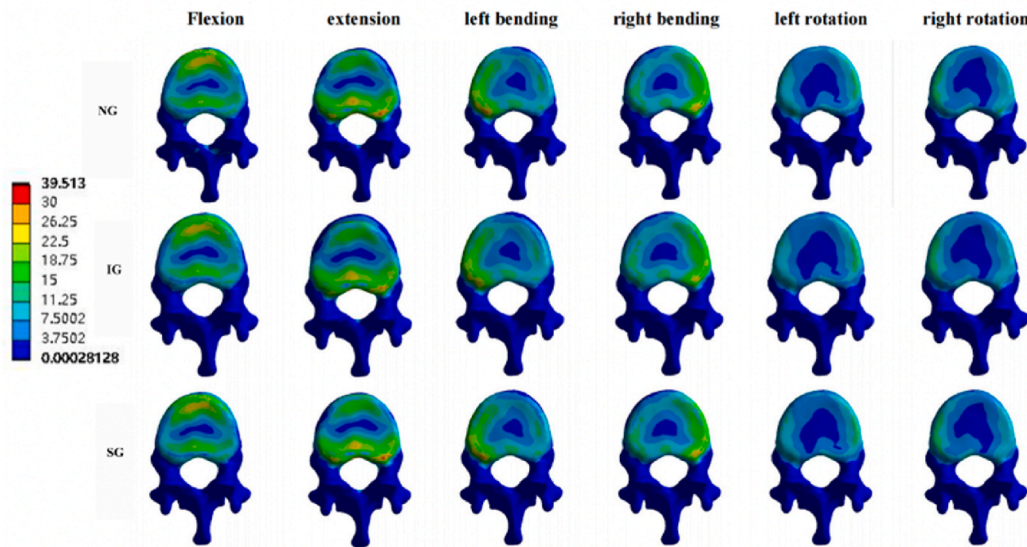 Flexion extension left bending right bending left rotation right rotation
NG
39.513
30
26.25
22.5
18.75
15
11.25
7.5002
3.7502
0.00028128
IG
SG